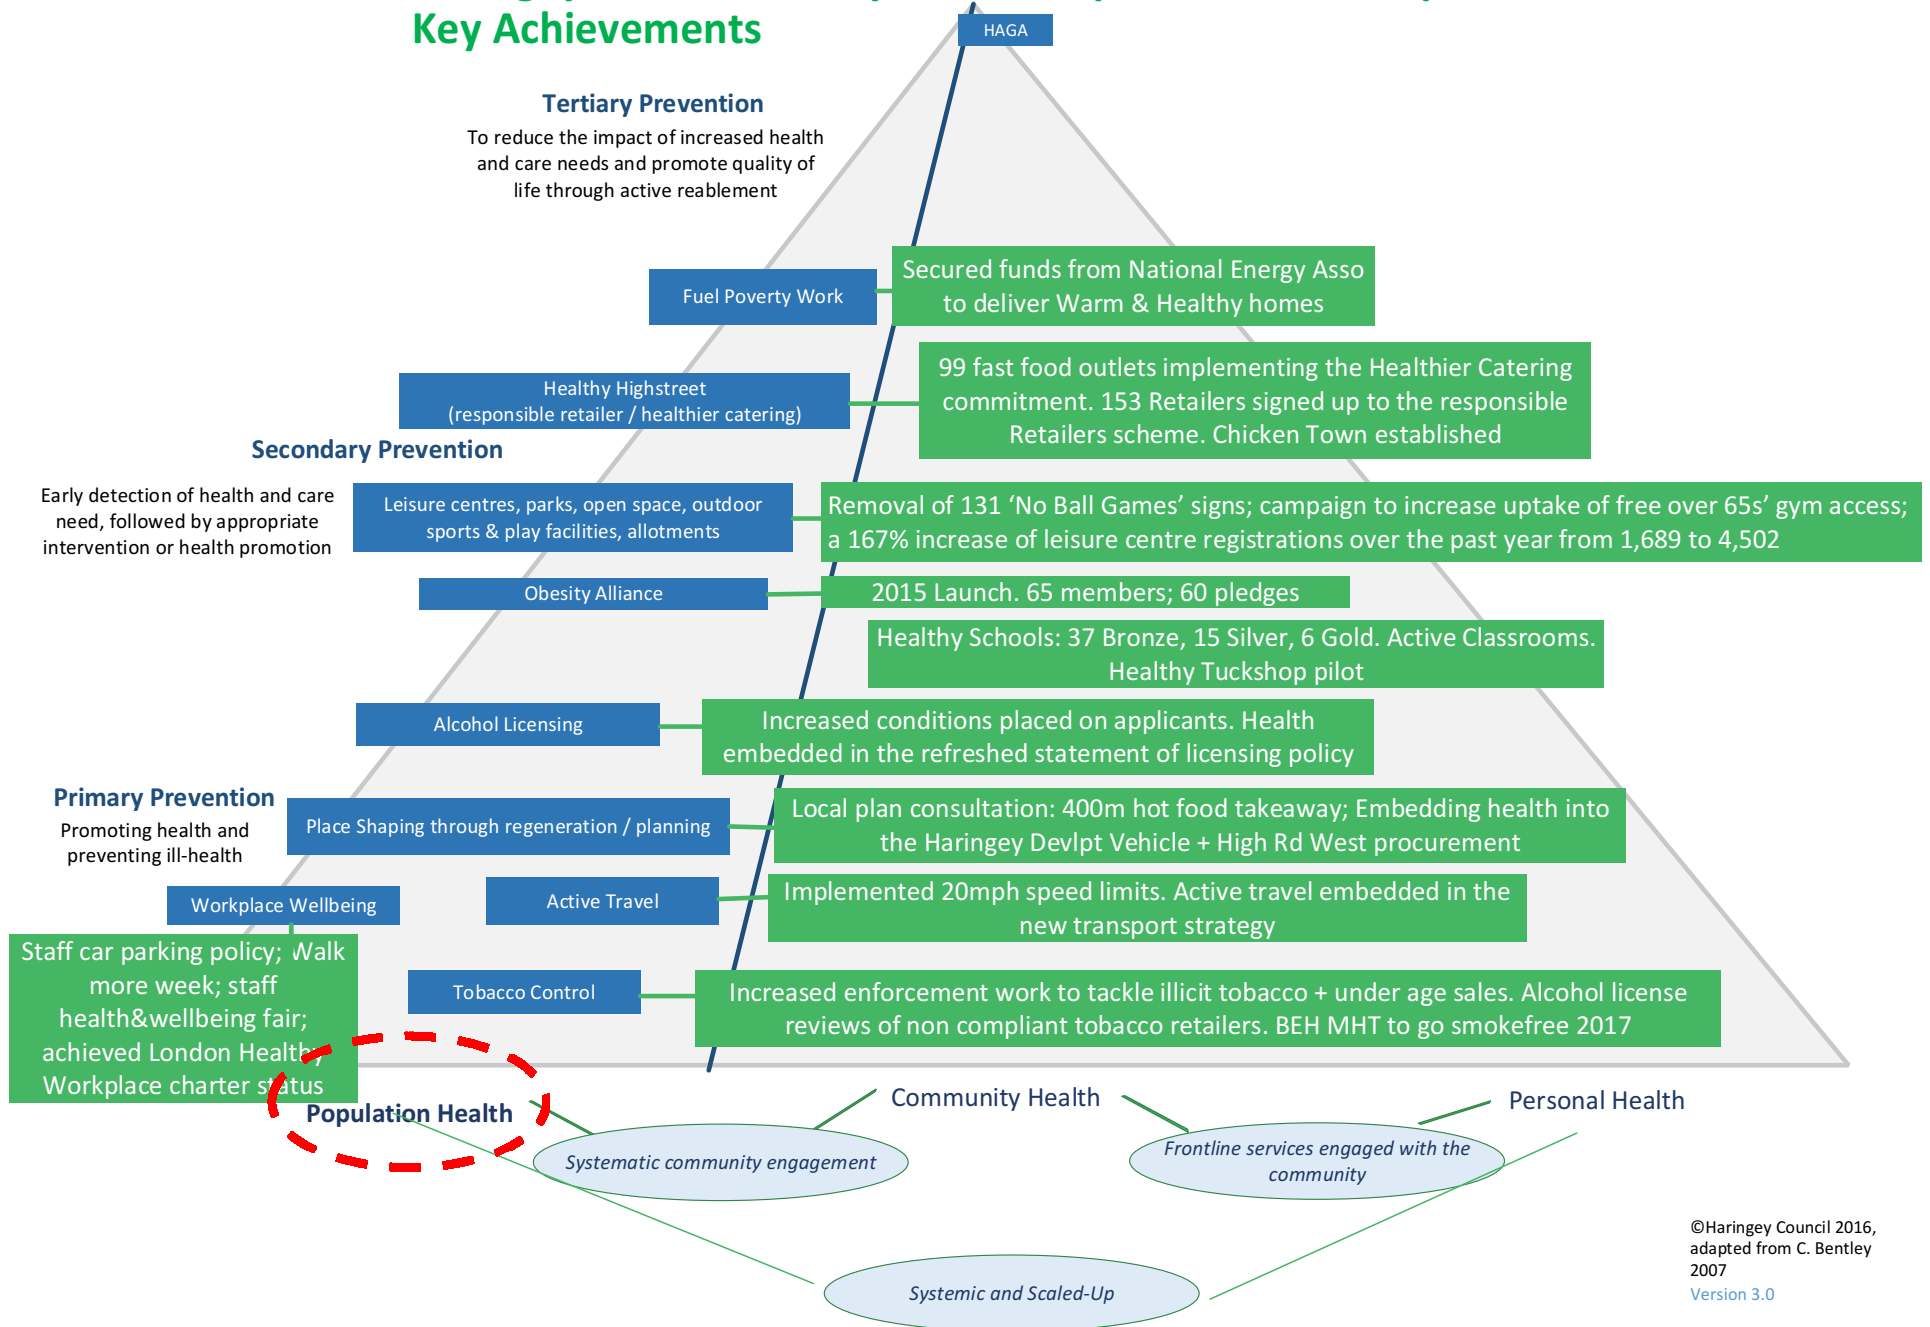 Key Achievements
HAGA
Tertiary Prevention
To reduce the impact of increased health
and care needs and promote quality of
life through active reablement
Fuel Poverty Work
Secured funds from National Energy Asso
to deliver Warm & Healthy homes
Healthy Highstreet
(responsible retailer / healthier catering)
99 fast food outlets implementing the Healthier Catering
commitment. 153 Retailers signed up to the responsible
Retailers scheme. Chicken Town established
Secondary Prevention
Early detection of health and care
need, followed by appropriate
intervention or health promotion
Leisure centres, parks, open space, outdoor
sports & play facilities, allotments
Removal of 131 ‘No Ball Games’ signs; campaign to increase uptake of free over 65s’ gym access;
a 167% increase of leisure centre registrations over the past year from 1,689 to 4,502
Obesity Alliance
2015 Launch. 65 members; 60 pledges
Healthy Schools: 37 Bronze, 15 Silver, 6 Gold. Active Classrooms.
Healthy Tuckshop pilot
Alcohol Licensing
Increased conditions placed on applicants. Health
embedded in the refreshed statement of licensing policy
Primary Prevention
Promoting health and
preventing ill-health
Place Shaping through regeneration / planning
Local plan consultation: 400m hot food takeaway; Embedding health into
the Haringey Devlpt Vehicle + High Rd West procurement
Workplace Wellbeing
Active Travel
Implemented 20mph speed limits. Active travel embedded in the
new transport strategy
Staff car parking policy; Walk
more week; staff
health&wellbeing fair;
achieved London Healthy
Workplace charter status
Tobacco Control
Increased enforcement work to tackle illicit tobacco + under age sales. Alcohol license
reviews of non compliant tobacco retailers. BEH MHT to go smokefree 2017
Population Health
Community Health
Personal Health
Systematic community engagement
Frontline services engaged with the
community
Systemic and Scaled-Up
©Haringey Council 2016,
adapted from C. Bentley
2007
Version 3.0